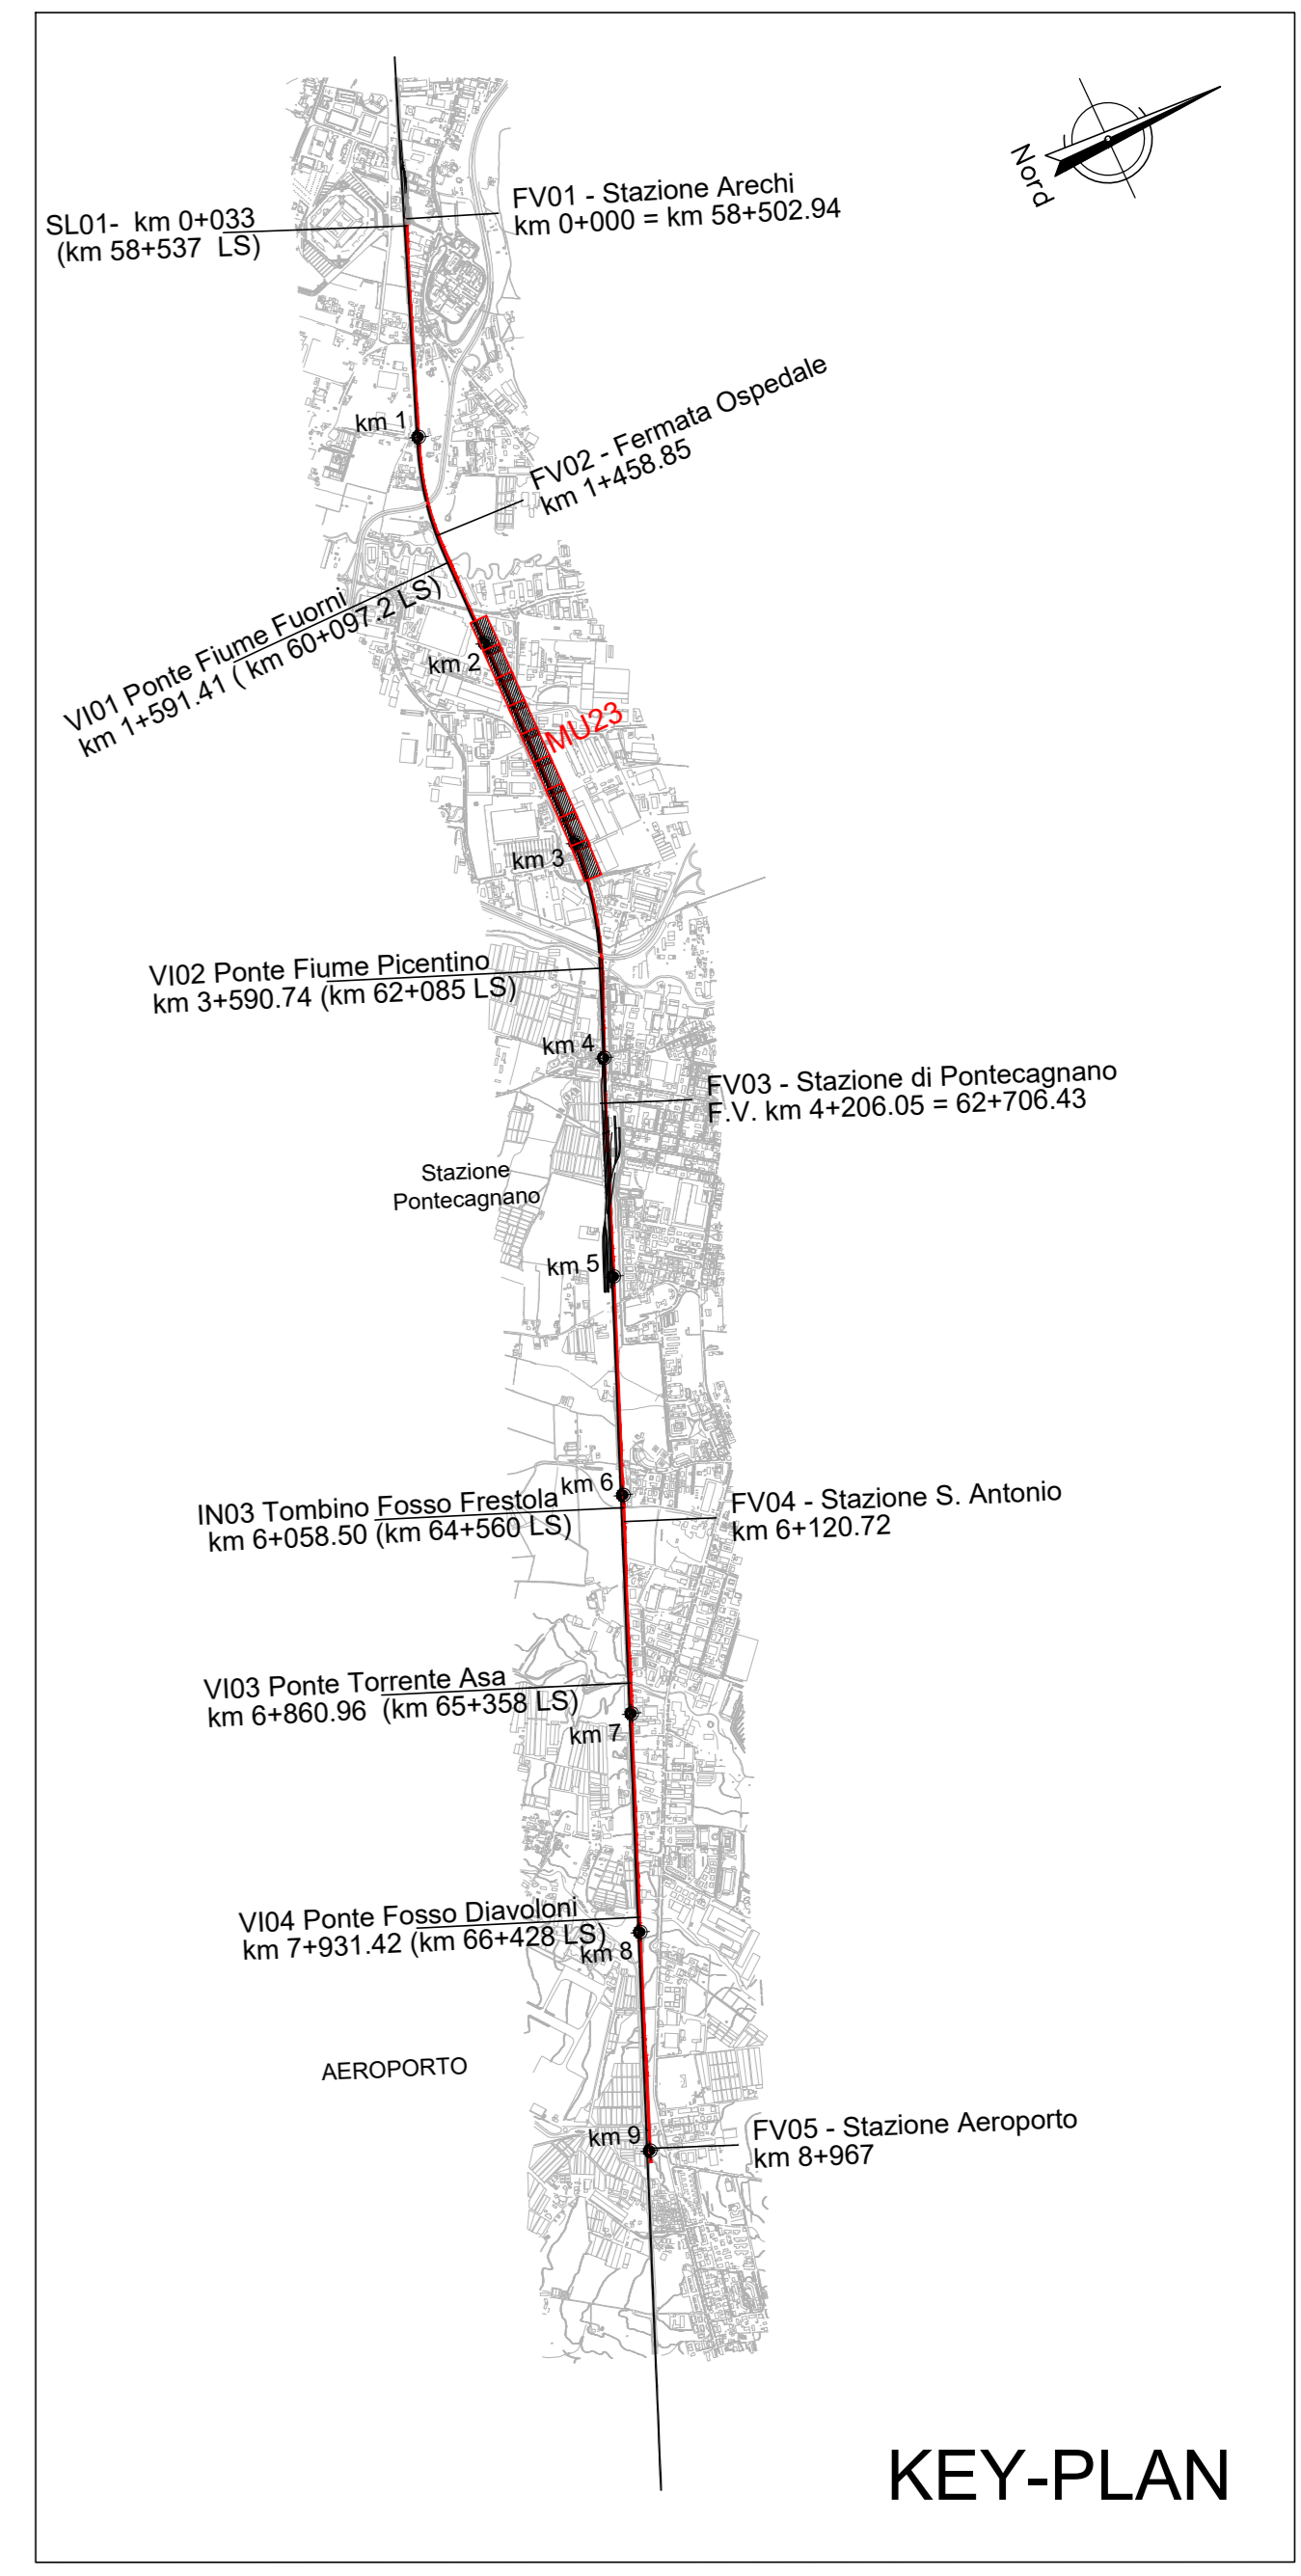 Nord
FV01 - Stazione Arechi
km 0+000 = km 58+502.94
SL01- km 0+033
(km 58+537 LS)
km 1
FV02 - Fermata Ospedale
km 1+458.85
VI01 Ponte Fiume Fuorni
km 1+591.41 ( km 60+097.2 LS)
km 2
MU23
km 3
VI02 Ponte Fiume Picentino
km 3+590.74 (km 62+085 LS)
km 4
FV03 - Stazione di Pontecagnano
F.V. km 4+206.05 = 62+706.43
Stazione
Pontecagnano
km 5
km 6
IN03 Tombino Fosso Frestola
km 6+058.50 (km 64+560 LS)
FV04 - Stazione S. Antonio
km 6+120.72
VI03 Ponte Torrente Asa
km 6+860.96 (km 65+358 LS)
km 7
VI04 Ponte Fosso Diavoloni
km 7+931.42 (km 66+428 LS)
km 8
AEROPORTO
km 9
FV05 - Stazione Aeroporto
km 8+967
KEY-PLAN